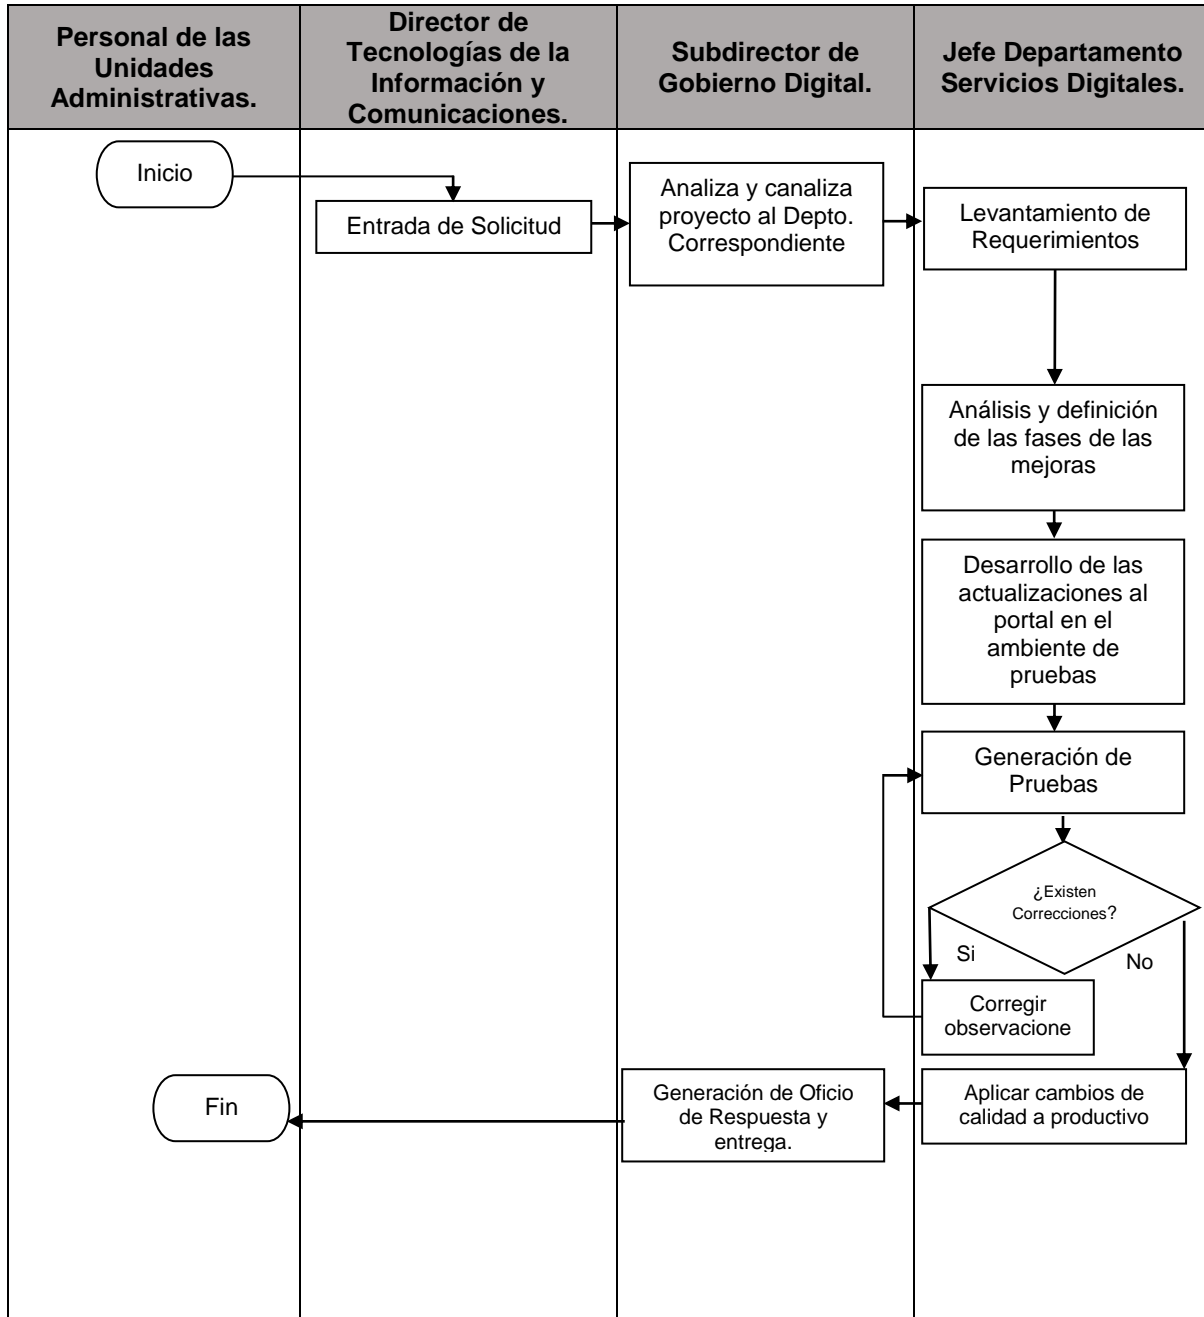 Personal de las
Unidades
Administrativas.
Director de
Tecnologías de la
Información y
Comunicaciones.
Subdirector de
Gobierno Digital.
Jefe Departamento
Servicios Digitales.
Inicio
Entrada de Solicitud
Analiza y canaliza
proyecto al Depto.
Correspondiente
Levantamiento de
Requerimientos
Análisis y definición
de las fases de las
mejoras
Desarrollo de las
actualizaciones al
portal en el
ambiente de
pruebas
Generación de
Pruebas
¿Existen
Correcciones?
Si
No
Corregir
observacione
Aplicar cambios de
calidad a productivo
Generación de Oficio
de Respuesta y
entrega.
Fin